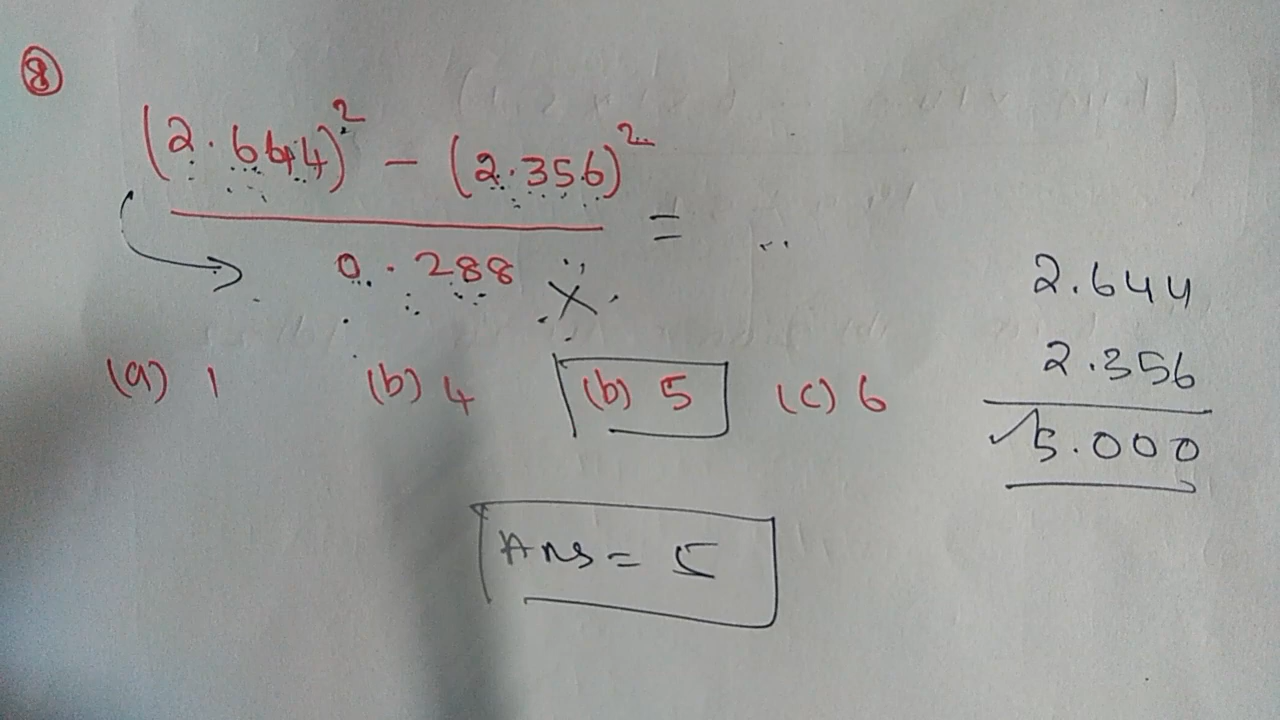 8
(2.644)² - (2.356)²
0.288
=
X
(a) 1 (b) 4 (b) 5 (c) 6
2.644
2.356
5.000
Ans = 5